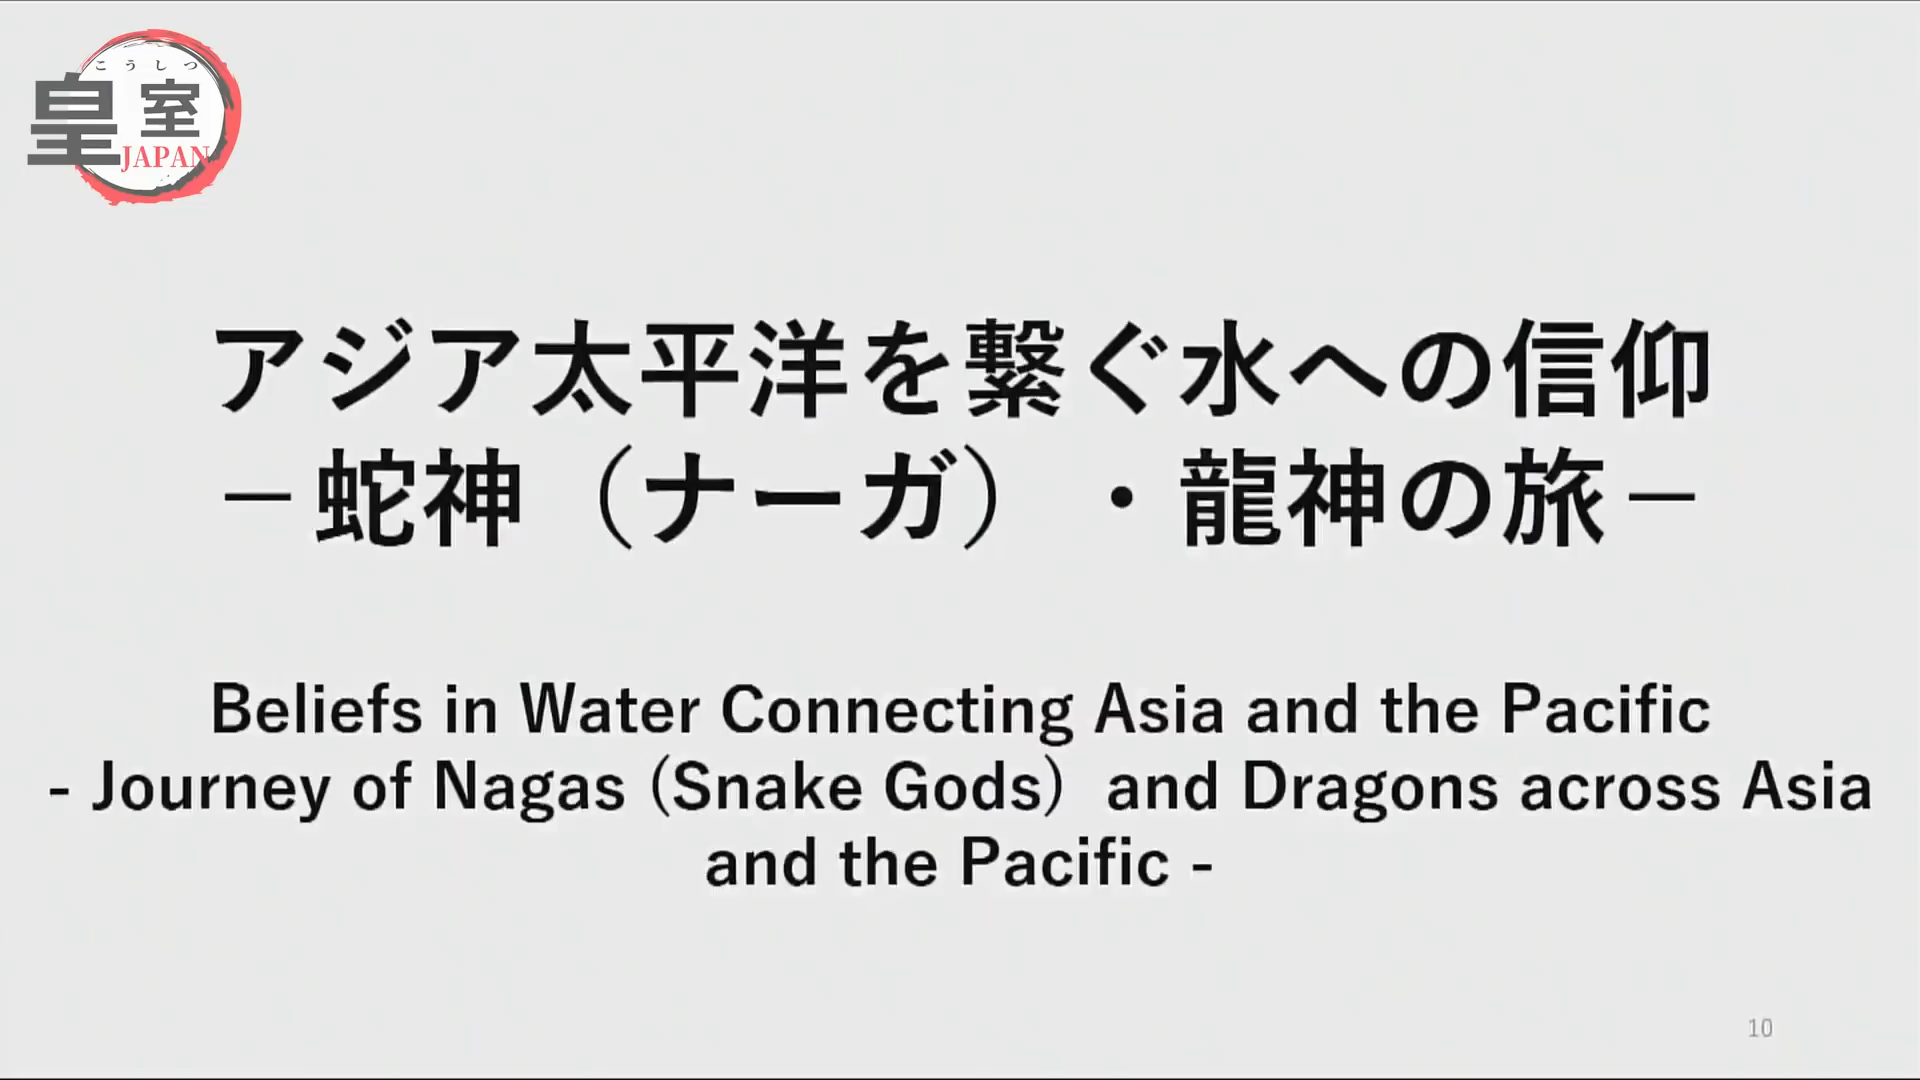 こうしつ
皇室
JAPAN
アジア太平洋を繋ぐ水への信仰
－蛇神（ナーガ）・龍神の旅－
Beliefs in Water Connecting Asia and the Pacific
- Journey of Nagas (Snake Gods) and Dragons across Asia
and the Pacific -
10